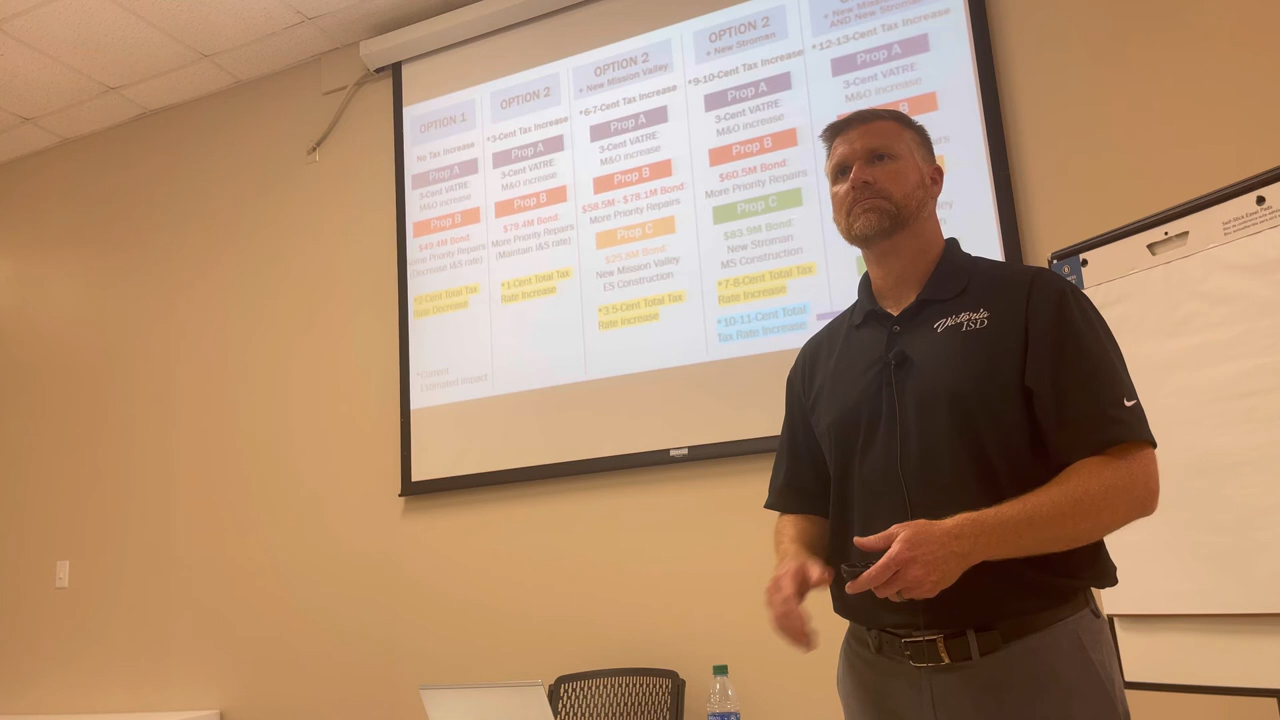 OPTION 1
No Tax Increase
Prop A
3-Cent VATRE:
M&O increase
Prop B
$49.4M Bond:
Some Priority Repairs
(Decrease I&S rate)
*2-Cent Total Tax
Rate Decrease
*Current
Estimated Impact
OPTION 2
*3-Cent Tax Increase
Prop A
3-Cent VATRE:
M&O increase
Prop B
$79.4M Bond:
More Priority Repairs
(Maintain I&S rate)
*1-Cent Total Tax
Rate Increase
OPTION 2
+ New Mission Valley
*6-7-Cent Tax Increase
Prop A
3-Cent VATRE:
M&O increase
Prop B
$58.5M - $78.1M Bond:
More Priority Repairs
Prop C
$25.8M Bond:
New Mission Valley
ES Construction
*3.5-Cent Total Tax
Rate Increase
OPTION 2
+ New Stroman
*9-10-Cent Tax Increase
Prop A
3-Cent VATRE:
M&O increase
Prop B
$60.5M Bond:
More Priority Repairs
Prop C
$83.9M Bond:
New Stroman
MS Construction
*7-8-Cent Total Tax
Rate Increase
*10-11-Cent Total
Tax Rate Increase
+ New Mission
AND New Stroman
*12-13-Cent Tax Increase
Prop A
3-Cent VATRE:
M&O increase
B
Victoria
ISD
Self-Stick Easel Pads